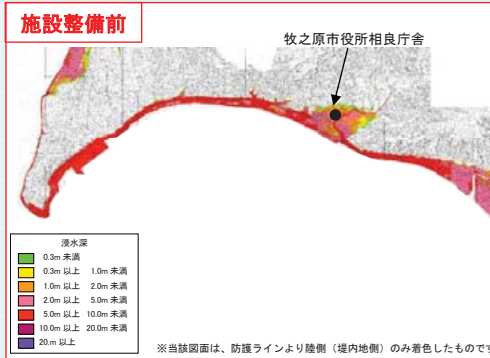 施設整備前
牧之原市役所相良庁舎
浸水深
0.3m 未満
0.3m 以上 1.0m 未満
1.0m 以上 2.0m 未満
2.0m 以上 5.0m 未満
5.0m 以上 10.0m 未満
10.0m 以上 20.0m 未満
20.m 以上
※当該図面は、防護ラインより陸側（堤内地側）のみ着色したものです